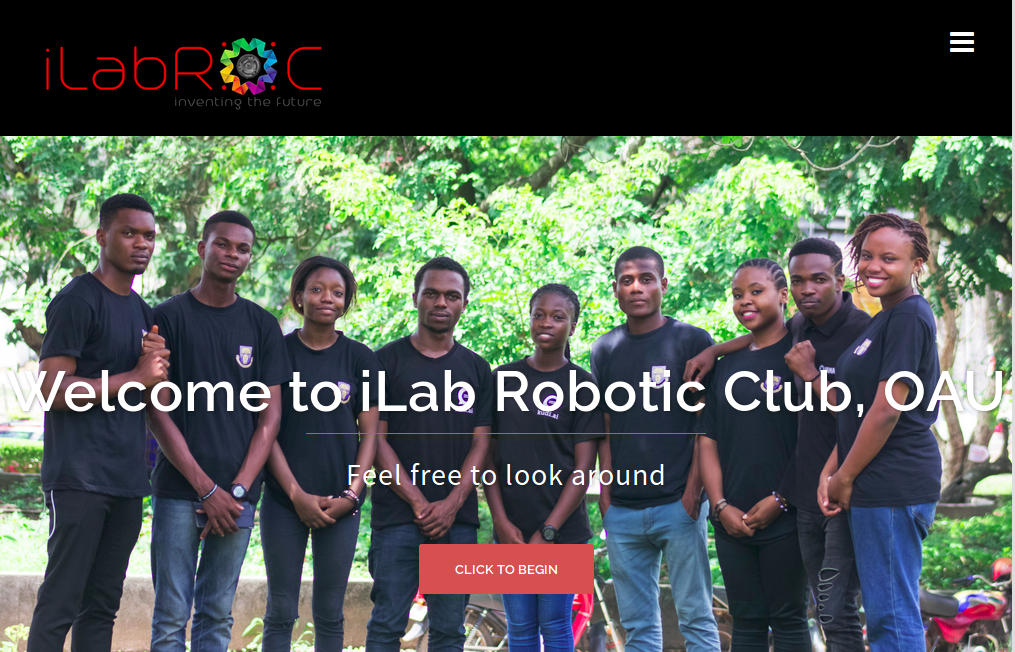 iLabROC
inventing the future
Welcome to iLab Robotic Club, OAU
Feel free to look around
CLICK TO BEGIN